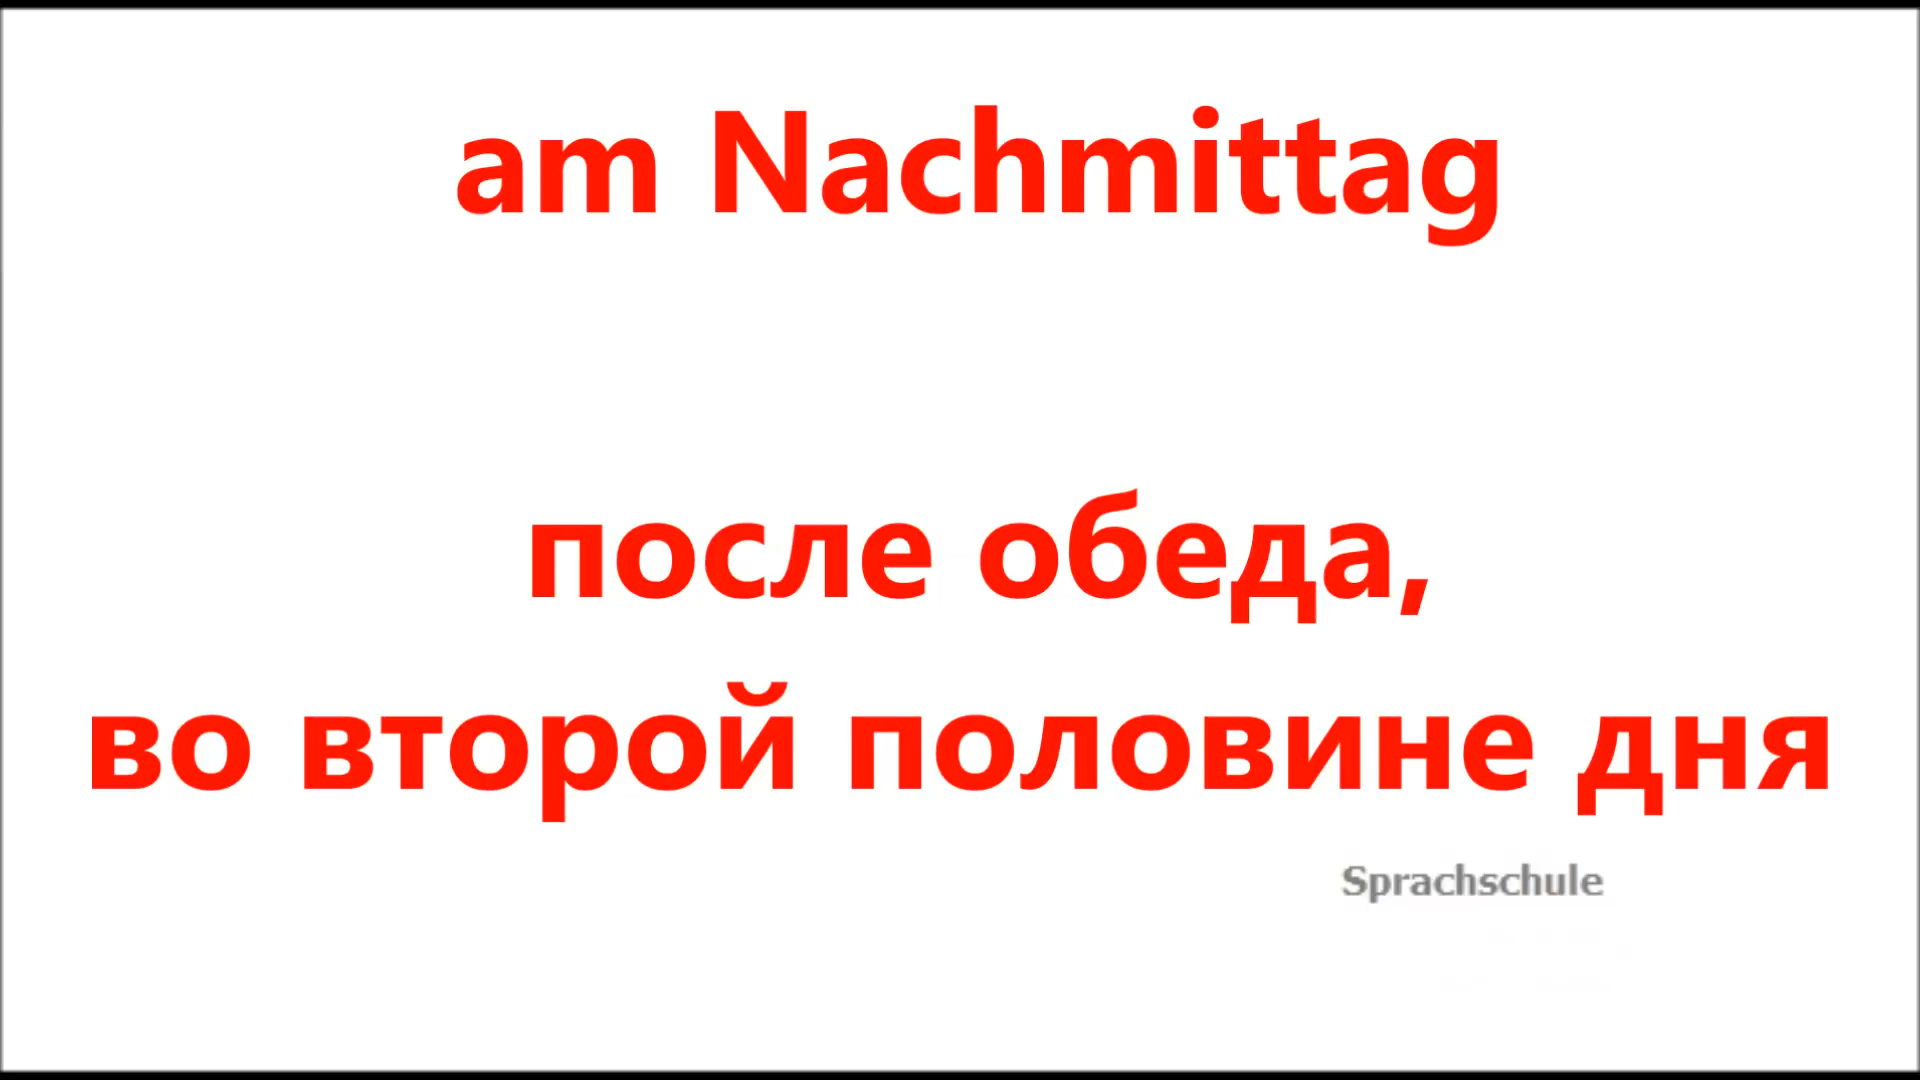 am Nachmittag
после обеда,
во второй половине дня
Sprachschule